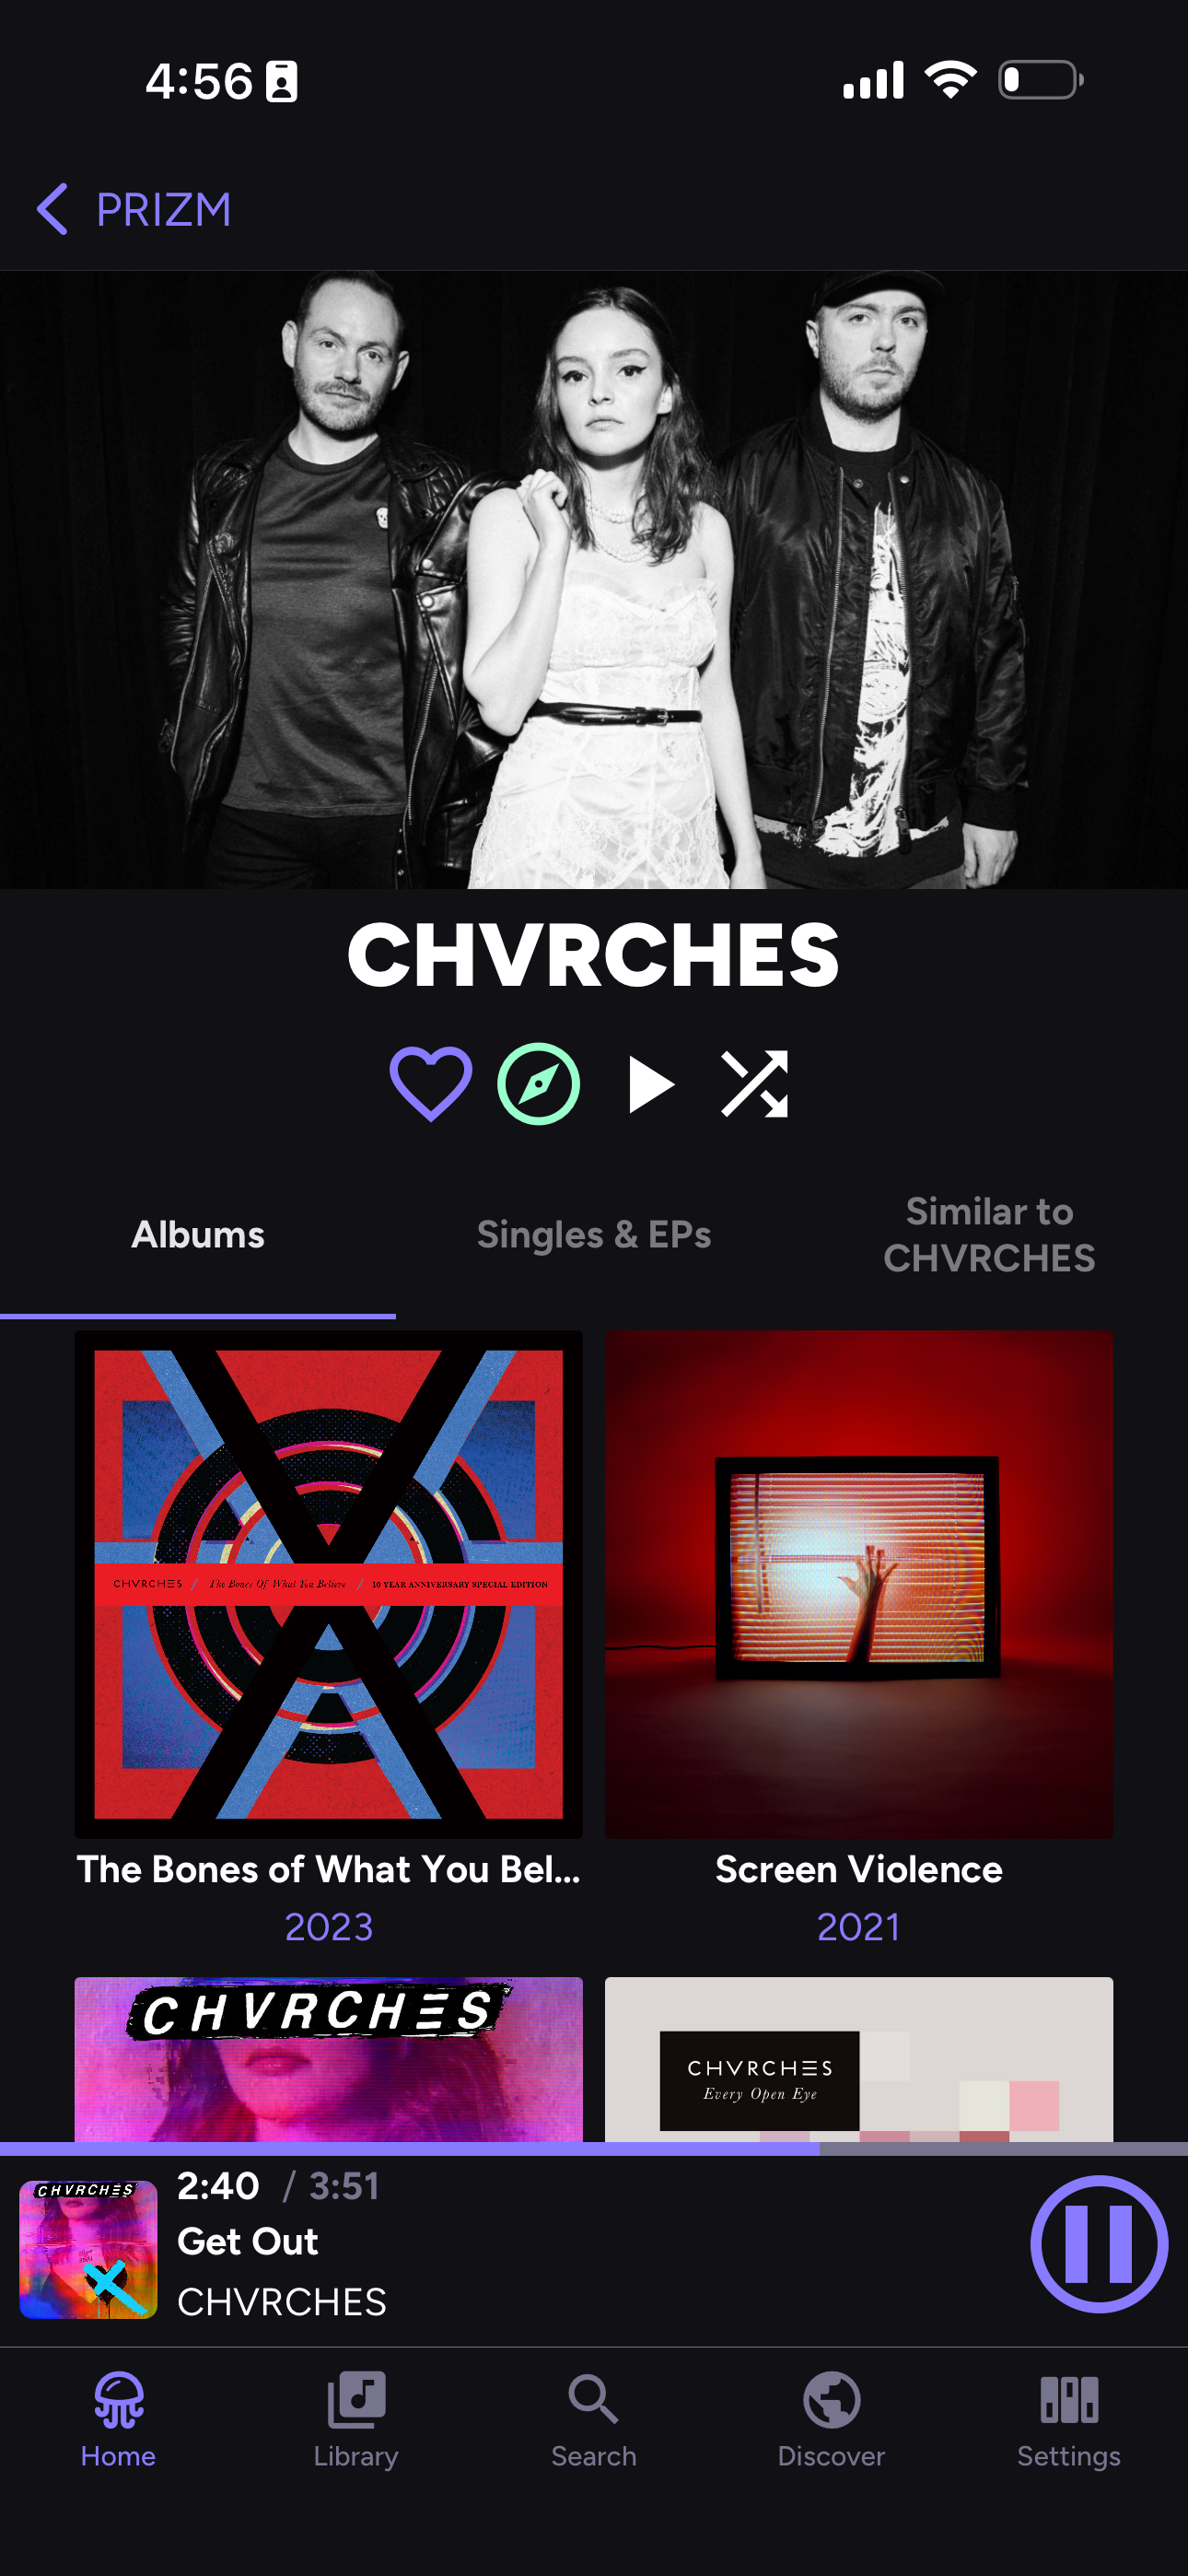 4:56
PRIZM
CHVRCHES
Albums
Singles & EPs
Similar to
CHVRCHES
CHVRCHES / The Bones Of What You Believe / 10 YEAR ANNIVERSARY SPECIAL EDITION
The Bones of What You Bel...
2023
Screen Violence
2021
CHVRCHES
CHVRCHES
Every Open Eye
CHVRCHES
2:40 / 3:51
Get Out
CHVRCHES
Home
Library
Search
Discover
Settings